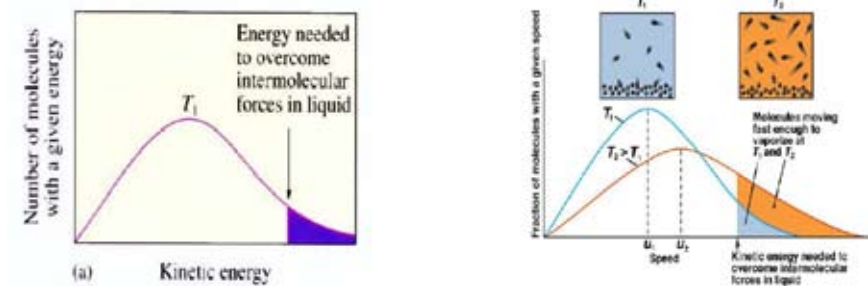 Number of molecules
with a given energy
Energy needed
to overcome
intermolecular
forces in liquid
T₁
(a)
Kinetic energy
T₁
T₂
Fraction of molecules with a given speed
T₁
T₂ > T₁
Molecules moving
fast enough to
vaporize at
T₁ and T₂
u₁
u₂
Speed
Kinetic energy needed to
overcome intermolecular
forces in liquid